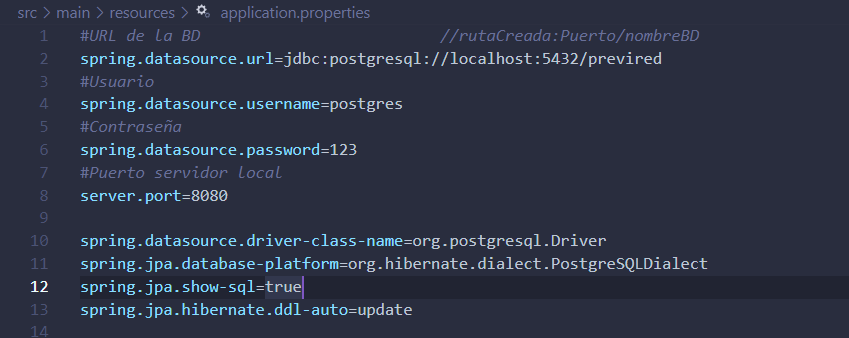 src > main > resources > application.properties
1 #URL de la BD //rutaCreada:Puerto/nombreBD
2 spring.datasource.url=jdbc:postgresql://localhost:5432/previred
3 #Usuario
4 spring.datasource.username=postgres
5 #Contraseña
6 spring.datasource.password=123
7 #Puerto servidor local
8 server.port=8080
9
10 spring.datasource.driver-class-name=org.postgresql.Driver
11 spring.jpa.database-platform=org.hibernate.dialect.PostgreSQLDialect
12 spring.jpa.show-sql=true
13 spring.jpa.hibernate.ddl-auto=update
14